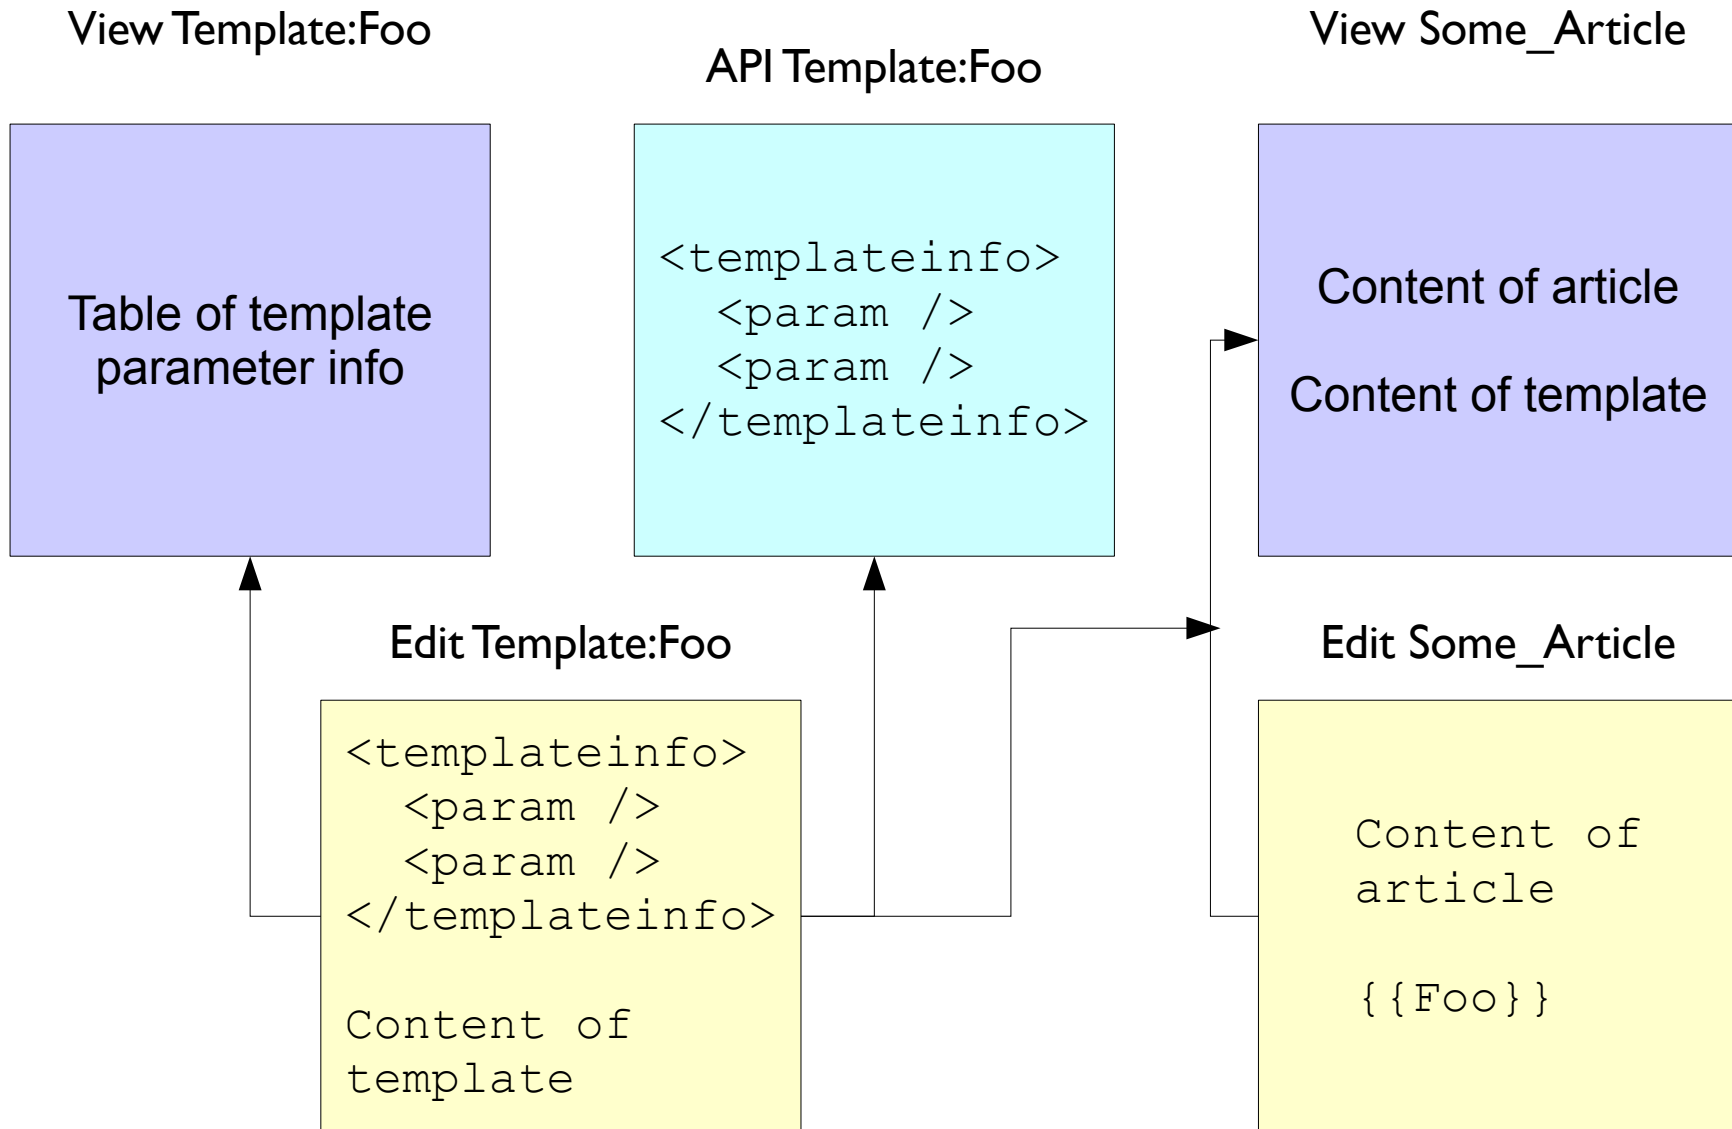 View Template:Foo
API Template:Foo
View Some_Article
Table of template
parameter info
<templateinfo>
  <param />
  <param />
</templateinfo>
Content of article
Content of template
Edit Template:Foo
Edit Some_Article
<templateinfo>
  <param />
  <param />
</templateinfo>
Content of
template
Content of
article
{{Foo}}